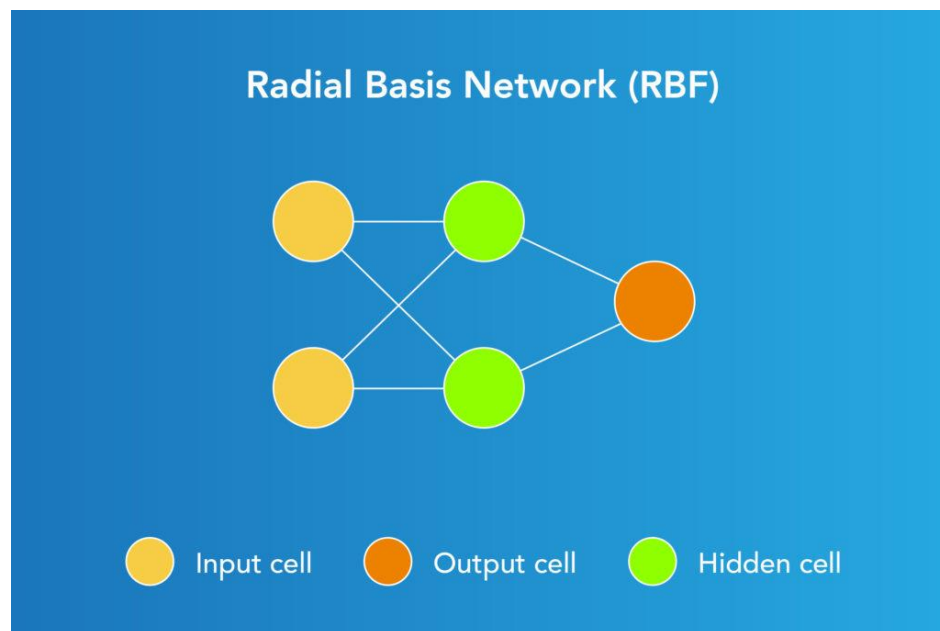 Radial Basis Network (RBF)
Input cell
Output cell
Hidden cell